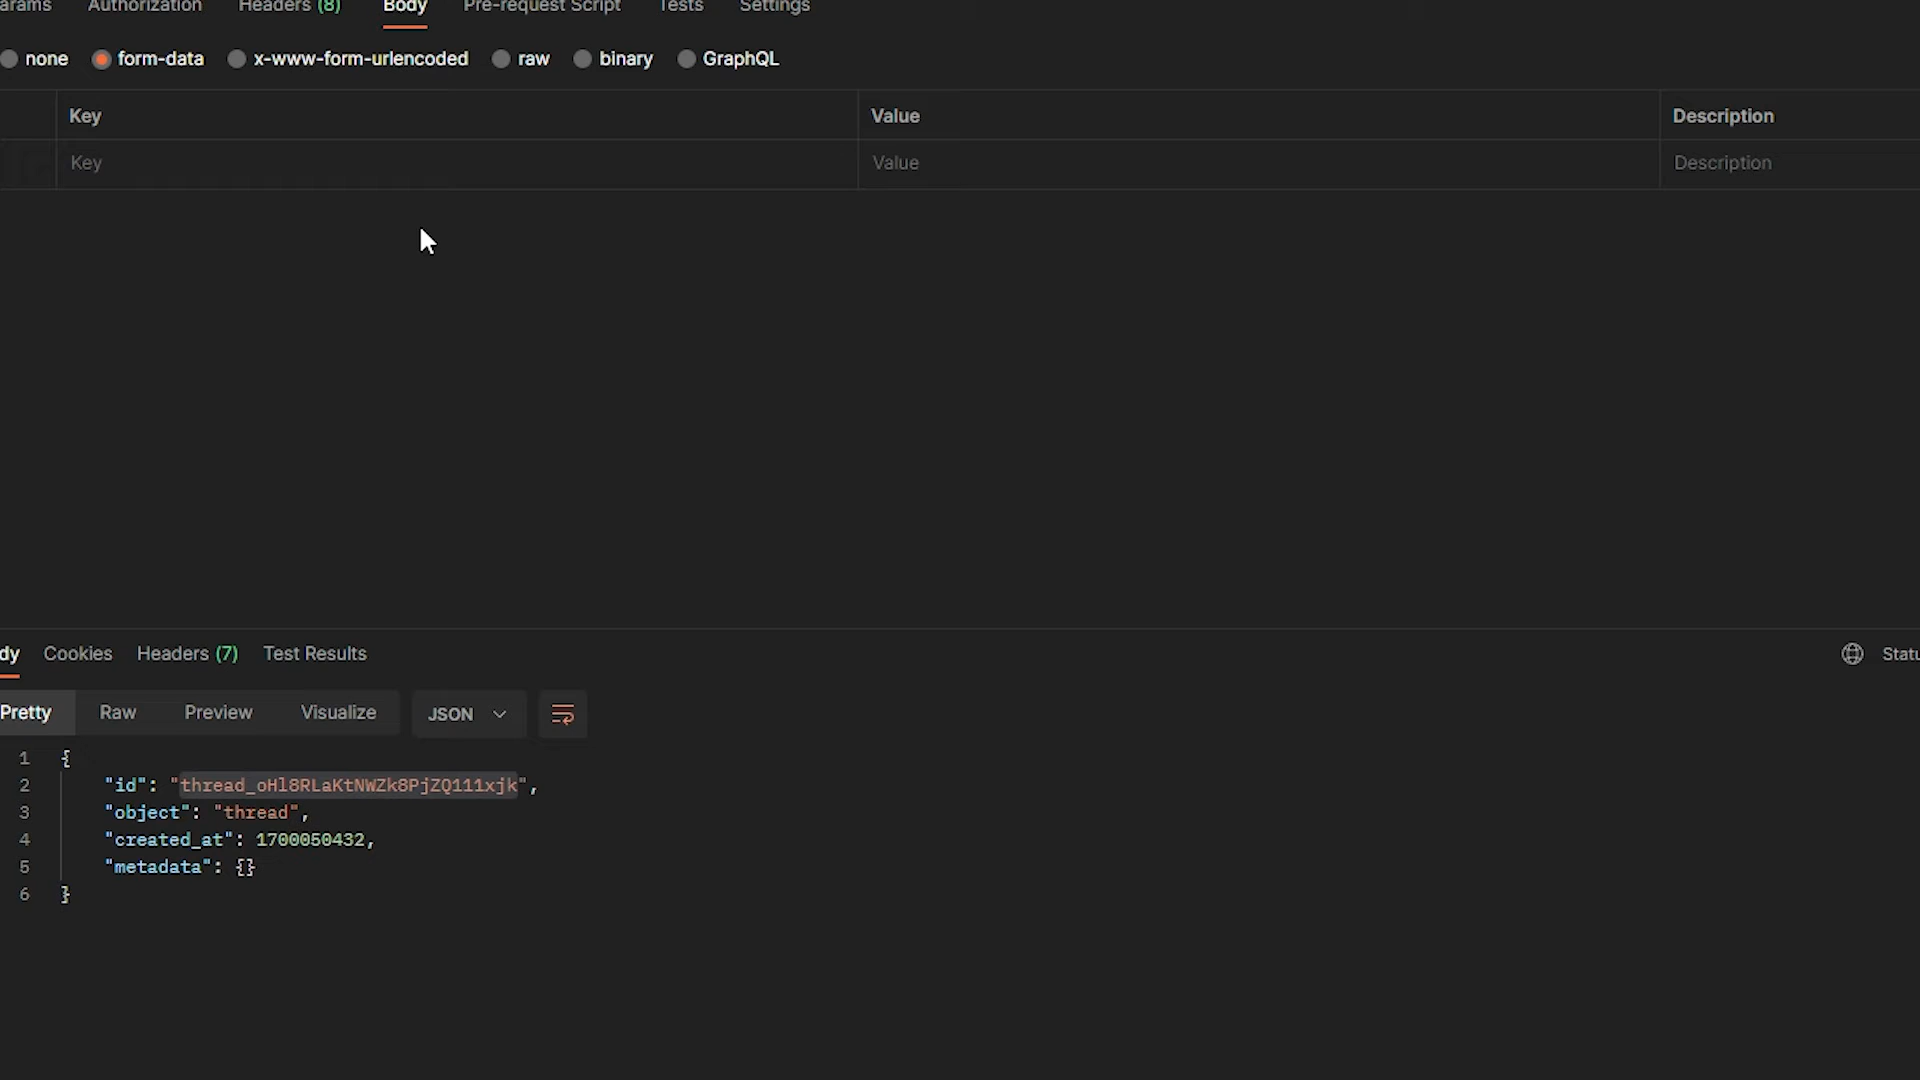 arams Authorization Headers (8) Body Pre-request Script Tests Settings
none form-data x-www-form-urlencoded raw binary GraphQL
Key Value Description
Key Value Description
dy Cookies Headers (7) Test Results Statu
Pretty Raw Preview Visualize JSON
1 {
2 "id": "thread_oHl8RLaKtNWZk8PjZQ111xjk",
3 "object": "thread",
4 "created_at": 1700050432,
5 "metadata": {}
6 }